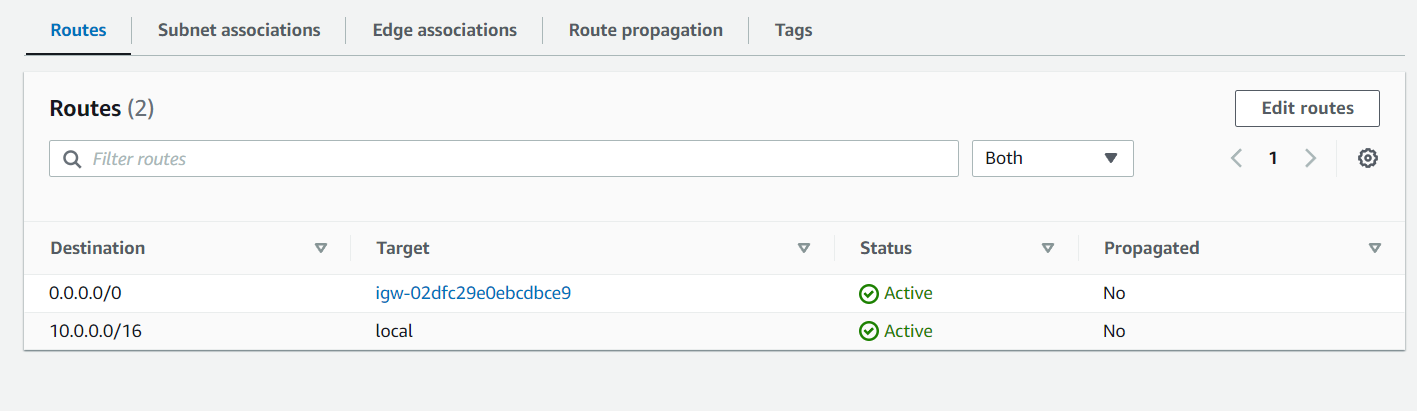 Routes Subnet associations Edge associations Route propagation Tags
Routes (2) Edit routes
Filter routes Both 1
Destination Target Status Propagated
0.0.0.0/0 igw-02dfc29e0ebcdbce9 Active No
10.0.0.0/16 local Active No